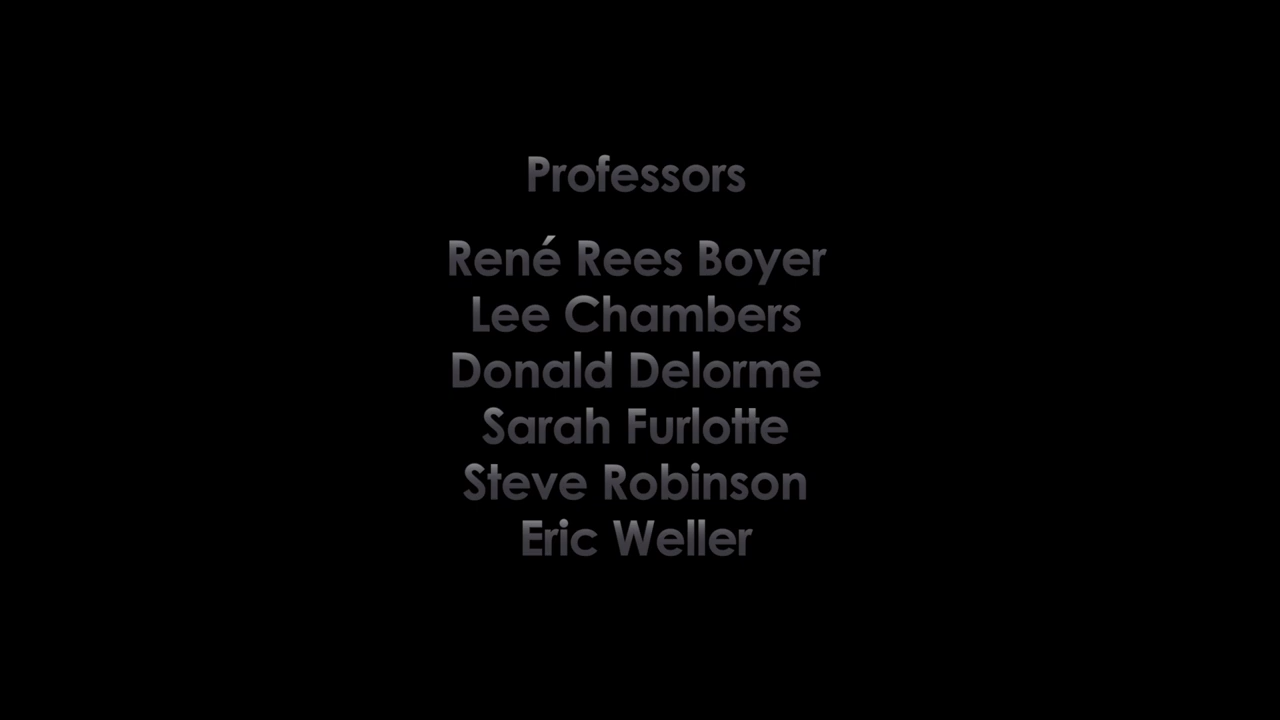 Professors
René Rees Boyer
Lee Chambers
Donald Delorme
Sarah Furlotte
Steve Robinson
Eric Weller